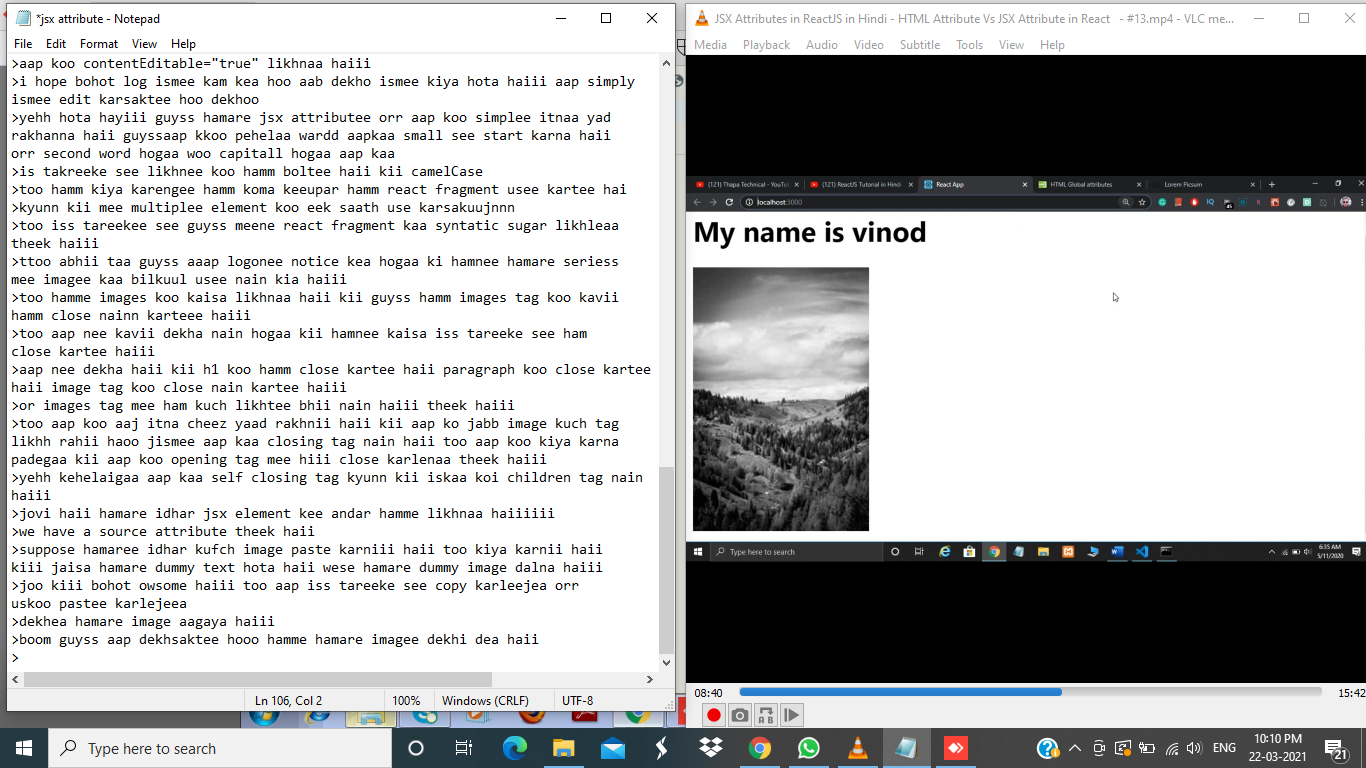 *jsx attribute - Notepad
File Edit Format View Help
>aap koo contentEditable="true" likhnaa haiii
>i hope bohot log ismee kam kea hoo aab dekho ismee kiya hota haiii aap simply
ismee edit karsaktee hoo dekhoo
>yehh hota hayiii guyss hamare jsx attributee orr aap koo simplee itnaa yad
rakhanna haii guyssaap kkoo pehelaa wardd aapkaa small see start karna haii
orr second word hogaa woo capitall hogaa aap kaa
>is takreeke see likhnee koo hamm boltee haii kii camelCase
>too hamm kiya karengee hamm koma keeupar hamm react fragment usee kartee hai
>kyunn kii mee multiplee element koo eek saath use karsakuujnnn
>too iss tareekee see guyss meene react fragment kaa syntatic sugar likhleaa
theek haiii
>ttoo abhii taa guyss aaap logonee notice kea hogaa ki hamnee hamare seriess
mee imagee kaa bilkuul usee nain kia haiii
>too hamme images koo kaisa likhnaa haii kii guyss hamm images tag koo kavii
hamm close nainn karteee haiii
>too aap nee kavii dekha nain hogaa kii hamnee kaisa iss tareeke see ham
close kartee haiii
>aap nee dekha haii kii h1 koo hamm close kartee haii paragraph koo close kartee
haii image tag koo close nain kartee haiii
>or images tag mee ham kuch likhtee bhii nain haiii theek haiii
>too aap koo aaj itna cheez yaad rakhnii haii kii aap ko jabb image kuch tag
likhh rahii haoo jismee aap kaa closing tag nain haii too aap koo kiya karna
padegaa kii aap koo opening tag mee hiii close karlenaa theek haiii
>yehh kehelaigaa aap kaa self closing tag kyunn kii iskaa koi children tag nain
haiii
>jovi haii hamare idhar jsx element kee andar hamme likhnaa haiiiiii
>we have a source attribute theek haii
>suppose hamaree idhar kufch image paste karniii haii too kiya karnii haii
kiii jaisa hamare dummy text hota haii wese hamare dummy image dalna haiii
>joo kiii bohot owsome haiii too aap iss tareeke see copy karleejea orr
uskoo pastee karlejeea
>dekhea hamare image aagaya haiii
>boom guyss aap dekhsaktee hooo hamme hamare imagee dekhi dea haii
>
Ln 106, Col 2 100% Windows (CRLF) UTF-8
JSX Attributes in ReactJS in Hindi - HTML Attribute Vs JSX Attribute in React - #13.mp4 - VLC me...
Media Playback Audio Video Subtitle Tools View Help
(121) Thapa Technical - YouTu (121) ReactJS Tutorial in Hindi React App HTML Global attributes Lorem Picsum
localhost:3000
My name is vinod
Type here to search
6:35 AM
5/11/2020
08:40 15:42
Type here to search
ENG
10:10 PM
22-03-2021
21